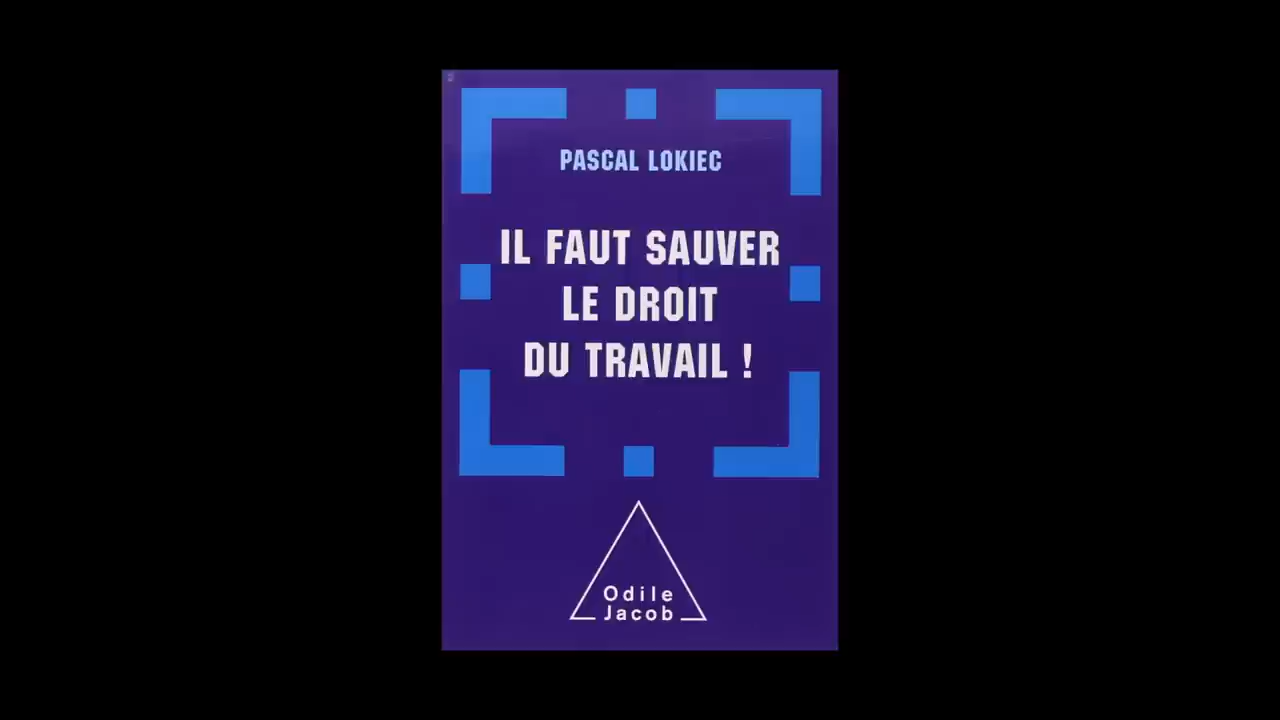 PASCAL LOKIEC
IL FAUT SAUVER
LE DROIT
DU TRAVAIL !
Odile
Jacob